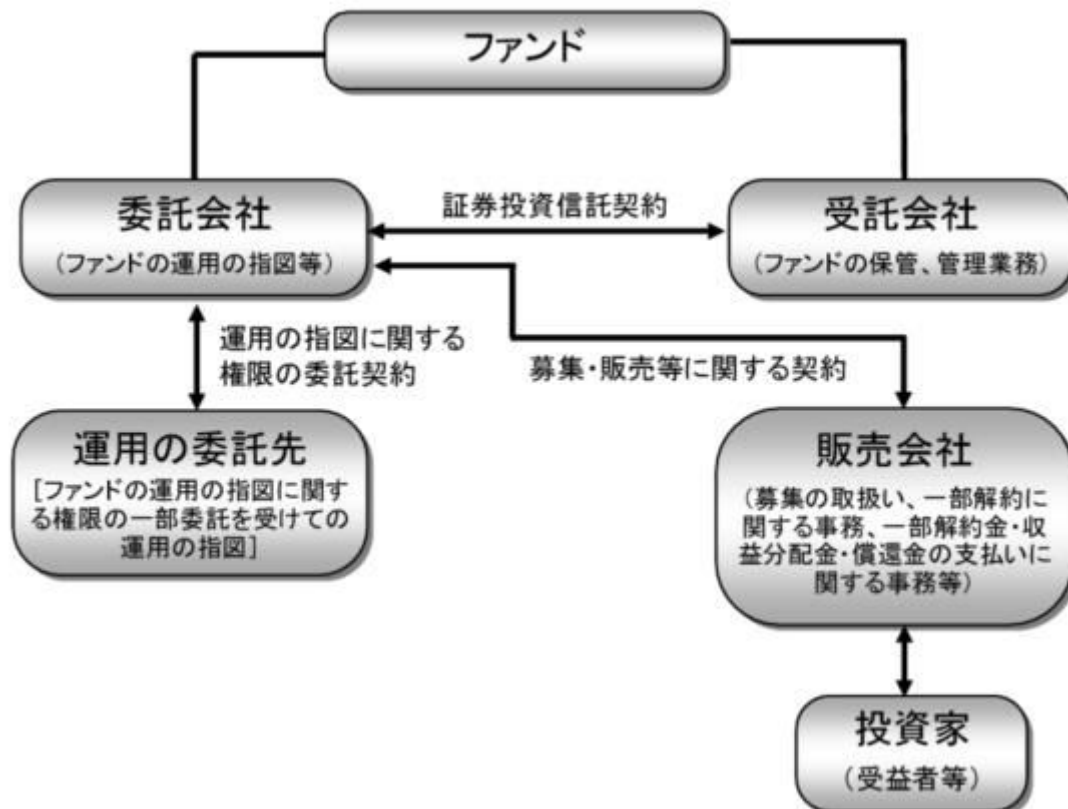 ファンド
委託会社
(ファンドの運用の指図等)
証券投資信託契約
受託会社
(ファンドの保管、管理業務)
運用の指図に関する
権限の委託契約
募集・販売等に関する契約
運用の委託先
[ファンドの運用の指図に関す
る権限の一部委託を受けての
運用の指図]
販売会社
(募集の取扱い、一部解約に
関する事務、一部解約金・収
益分配金・償還金の支払いに
関する事務等)
投資家
(受益者等)